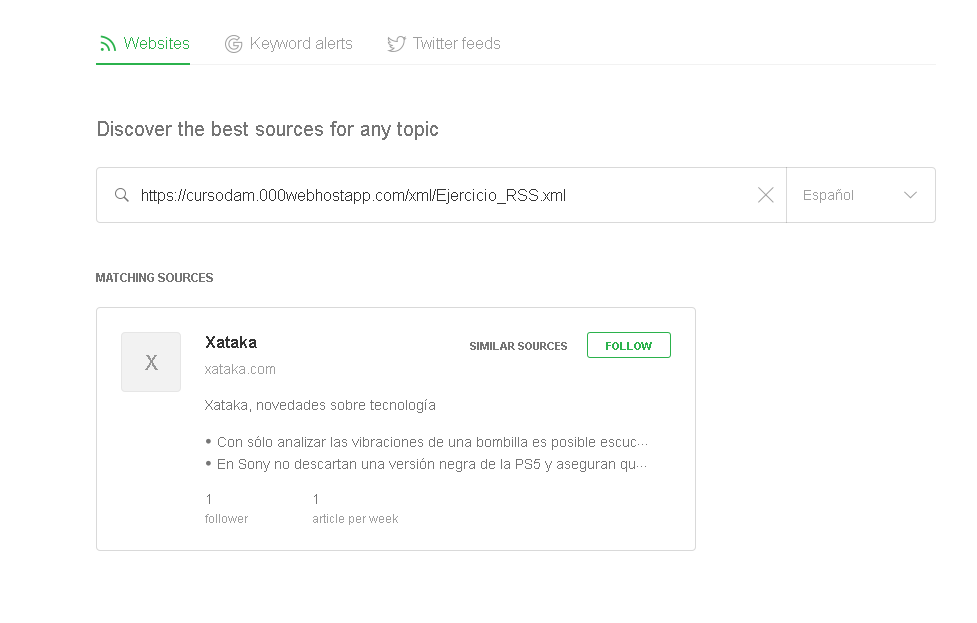 Websites Keyword alerts Twitter feeds
Discover the best sources for any topic
https://cursodam.000webhostapp.com/xml/Ejercicio_RSS.xml Español
MATCHING SOURCES
X
Xataka SIMILAR SOURCES FOLLOW
xataka.com
Xataka, novedades sobre tecnología
• Con sólo analizar las vibraciones de una bombilla es posible escuc...
• En Sony no descartan una versión negra de la PS5 y aseguran qu...
1 1
follower article per week